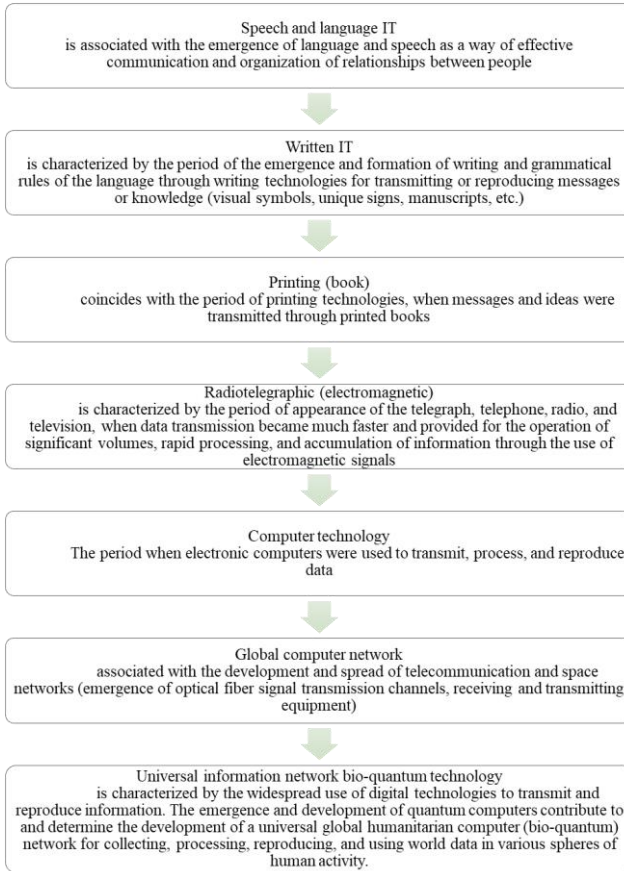 Speech and language IT
is associated with the emergence of language and speech as a way of effective
communication and organization of relationships between people
Written IT
is characterized by the period of the emergence and formation of writing and grammatical
rules of the language through writing technologies for transmitting or reproducing messages
or knowledge (visual symbols, unique signs, manuscripts, etc.)
Printing (book)
coincides with the period of printing technologies, when messages and ideas were
transmitted through printed books
Radiotelegraphic (electromagnetic)
is characterized by the period of appearance of the telegraph, telephone, radio, and
television, when data transmission became much faster and provided for the operation of
significant volumes, rapid processing, and accumulation of information through the use of
electromagnetic signals
Computer technology
The period when electronic computers were used to transmit, process, and reproduce
data
Global computer network
associated with the development and spread of telecommunication and space
networks (emergence of optical fiber signal transmission channels, receiving and transmitting
equipment)
Universal information network bio-quantum technology
is characterized by the widespread use of digital technologies to transmit and
reproduce information. The emergence and development of quantum computers contribute to
and determine the development of a universal global humanitarian computer (bio-quantum)
network for collecting, processing, reproducing, and using world data in various spheres of
human activity.